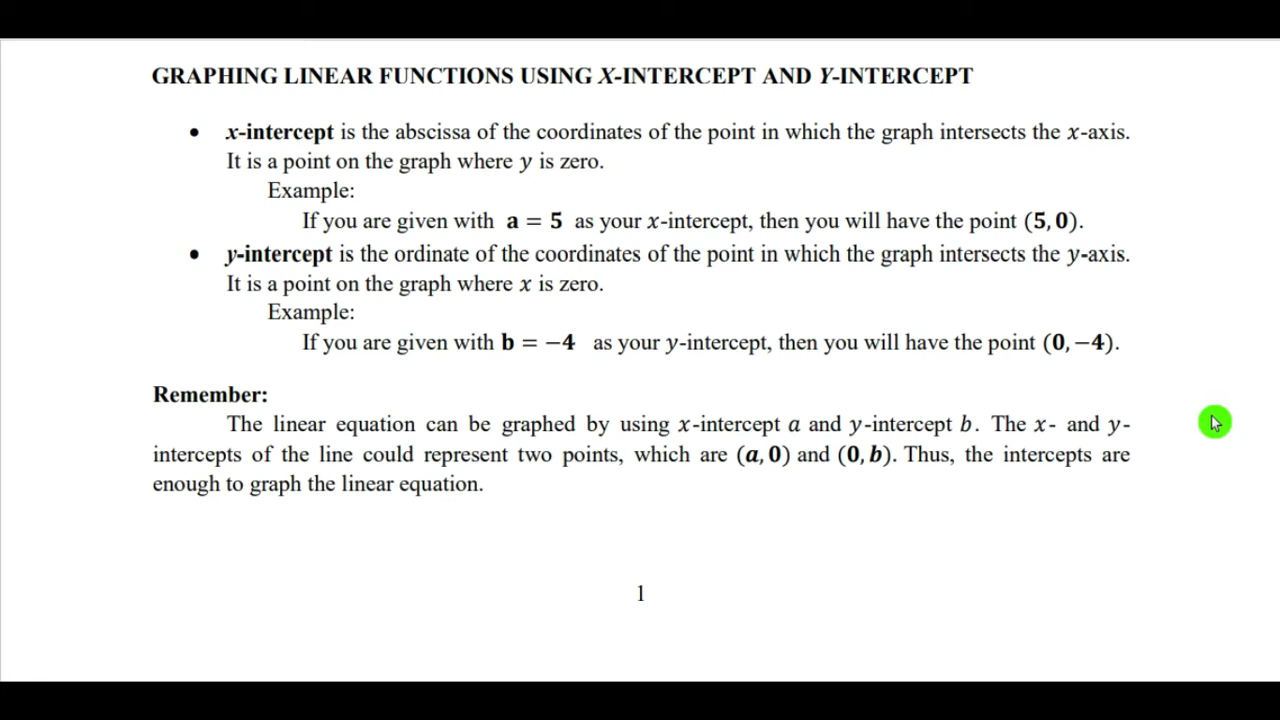 GRAPHING LINEAR FUNCTIONS USING X-INTERCEPT AND Y-INTERCEPT
• x-intercept is the abscissa of the coordinates of the point in which the graph intersects the x-axis.
It is a point on the graph where y is zero.
Example:
If you are given with a = 5 as your x-intercept, then you will have the point (5, 0).
• y-intercept is the ordinate of the coordinates of the point in which the graph intersects the y-axis.
It is a point on the graph where x is zero.
Example:
If you are given with b = −4 as your y-intercept, then you will have the point (0, −4).
Remember:
The linear equation can be graphed by using x-intercept a and y-intercept b. The x- and y-
intercepts of the line could represent two points, which are (a, 0) and (0, b). Thus, the intercepts are
enough to graph the linear equation.
1